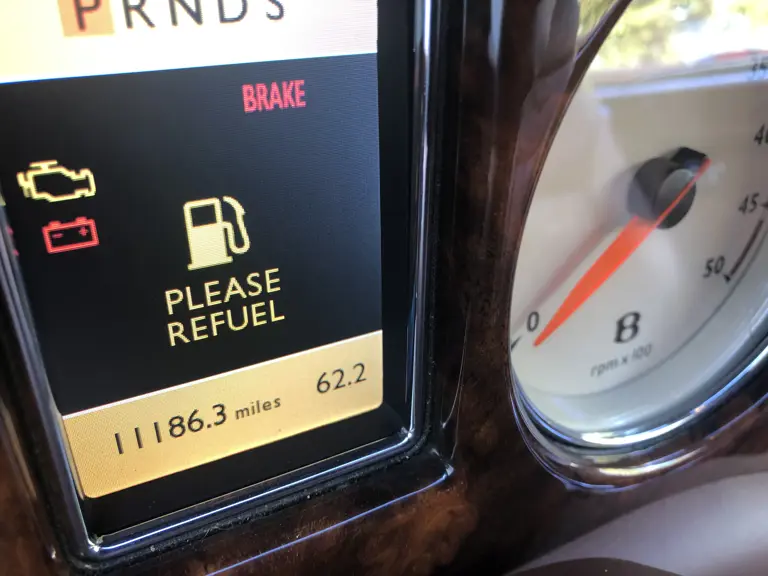 PRNDS
BRAKE
PLEASE
REFUEL
11186.3 miles 62.2
40
45
50
0
B
rpm x 100